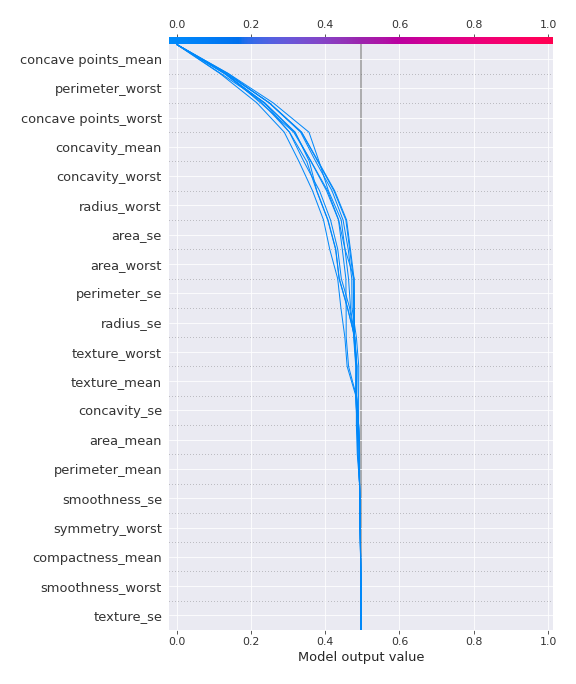 0.0 0.2 0.4 0.6 0.8 1.0
concave points_mean
perimeter_worst
concave points_worst
concavity_mean
concavity_worst
radius_worst
area_se
area_worst
perimeter_se
radius_se
texture_worst
texture_mean
concavity_se
area_mean
perimeter_mean
smoothness_se
symmetry_worst
compactness_mean
smoothness_worst
texture_se
0.0 0.2 0.4 0.6 0.8 1.0
Model output value